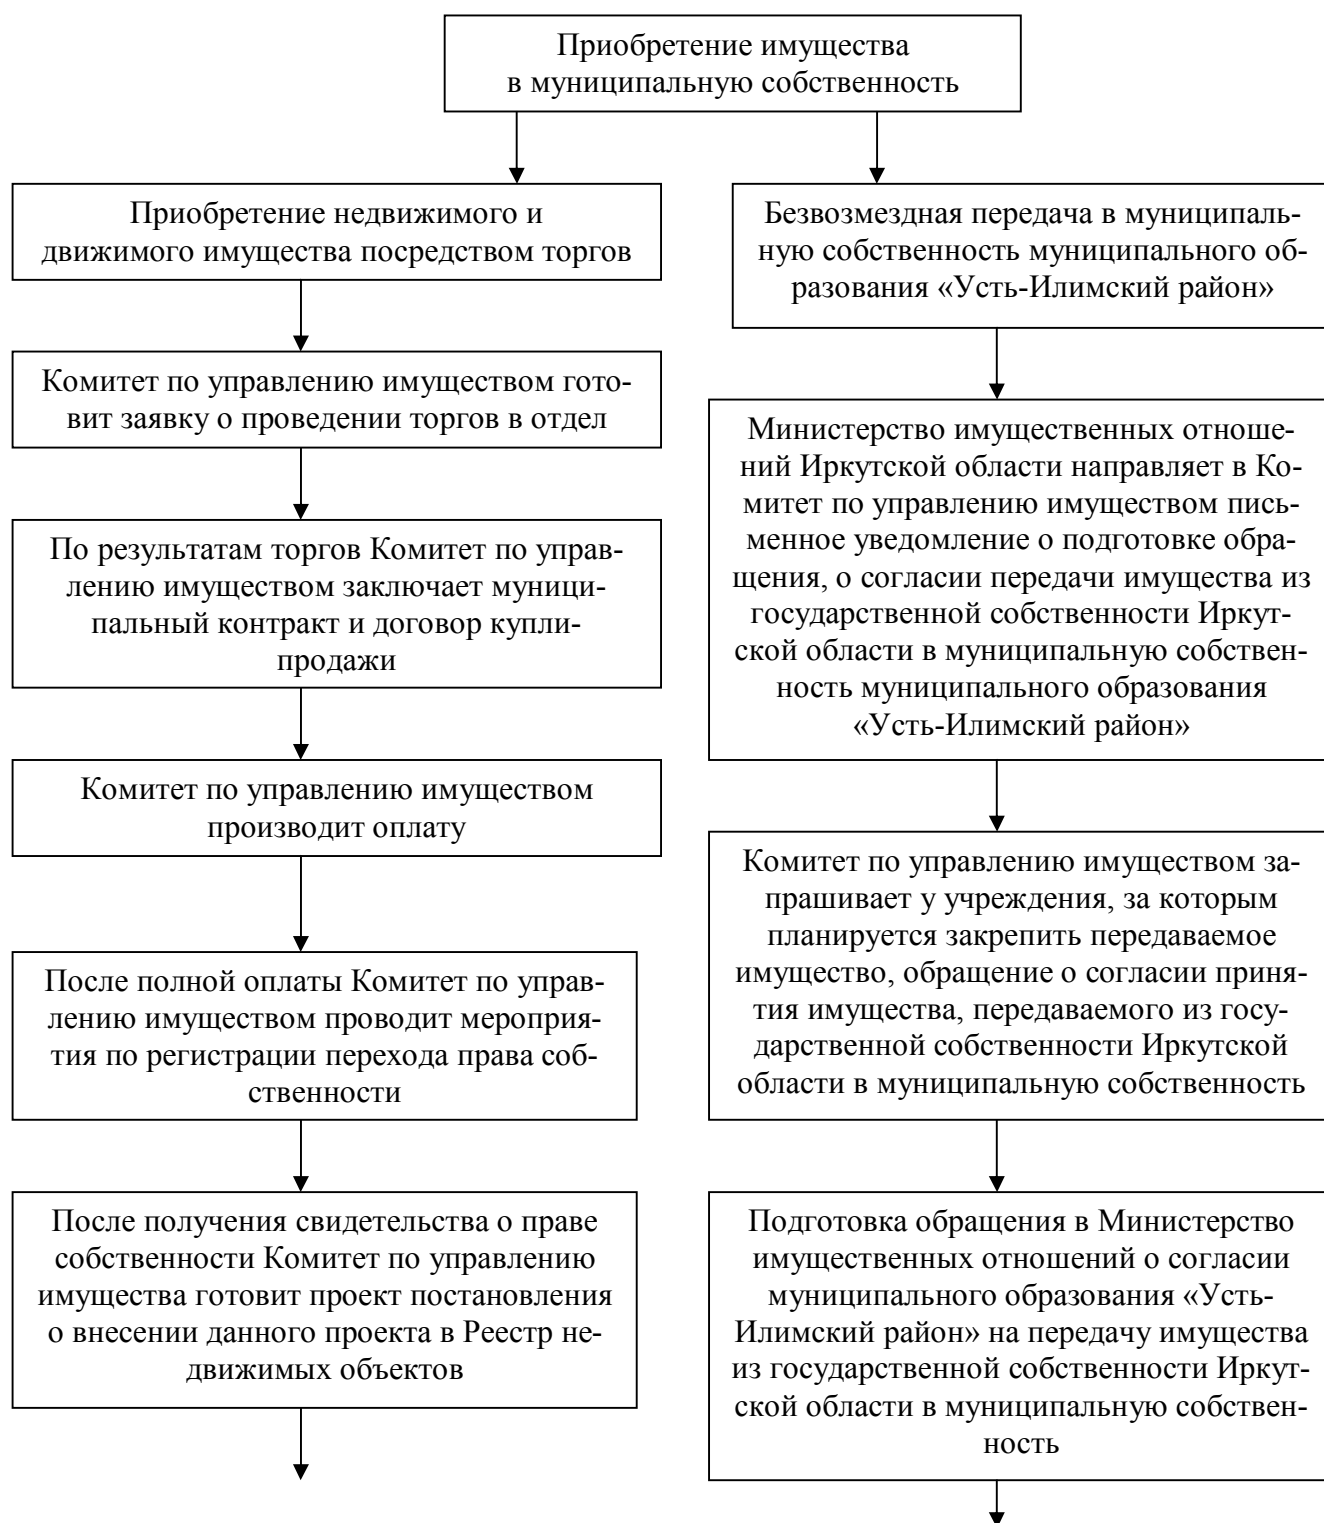 Приобретение имущества
в муниципальную собственность
Приобретение недвижимого и
движимого имущества посредством торгов
Комитет по управлению имуществом гото-
вит заявку о проведении торгов в отдел
По результатам торгов Комитет по управ-
лению имуществом заключает муници-
пальный контракт и договор купли-
продажи
Комитет по управлению имуществом
производит оплату
После полной оплаты Комитет по управ-
лению имуществом проводит мероприя-
тия по регистрации перехода права соб-
ственности
После получения свидетельства о праве
собственности Комитет по управлению
имущества готовит проект постановления
о внесении данного проекта в Реестр не-
движимых объектов
Безвозмездная передача в муниципаль-
ную собственность муниципального об-
разования «Усть-Илимский район»
Министерство имущественных отноше-
ний Иркутской области направляет в Ко-
митет по управлению имуществом пись-
менное уведомление о подготовке обра-
щения, о согласии передачи имущества из
государственной собственности Иркут-
ской области в муниципальную собствен-
ность муниципального образования
«Усть-Илимский район»
Комитет по управлению имуществом за-
прашивает у учреждения, за которым
планируется закрепить передаваемое
имущество, обращение о согласии приня-
тия имущества, передаваемого из госу-
дарственной собственности Иркутской
области в муниципальную собственность
Подготовка обращения в Министерство
имущественных отношений о согласии
муниципального образования «Усть-
Илимский район» на передачу имущества
из государственной собственности Иркут-
ской области в муниципальную собствен-
ность